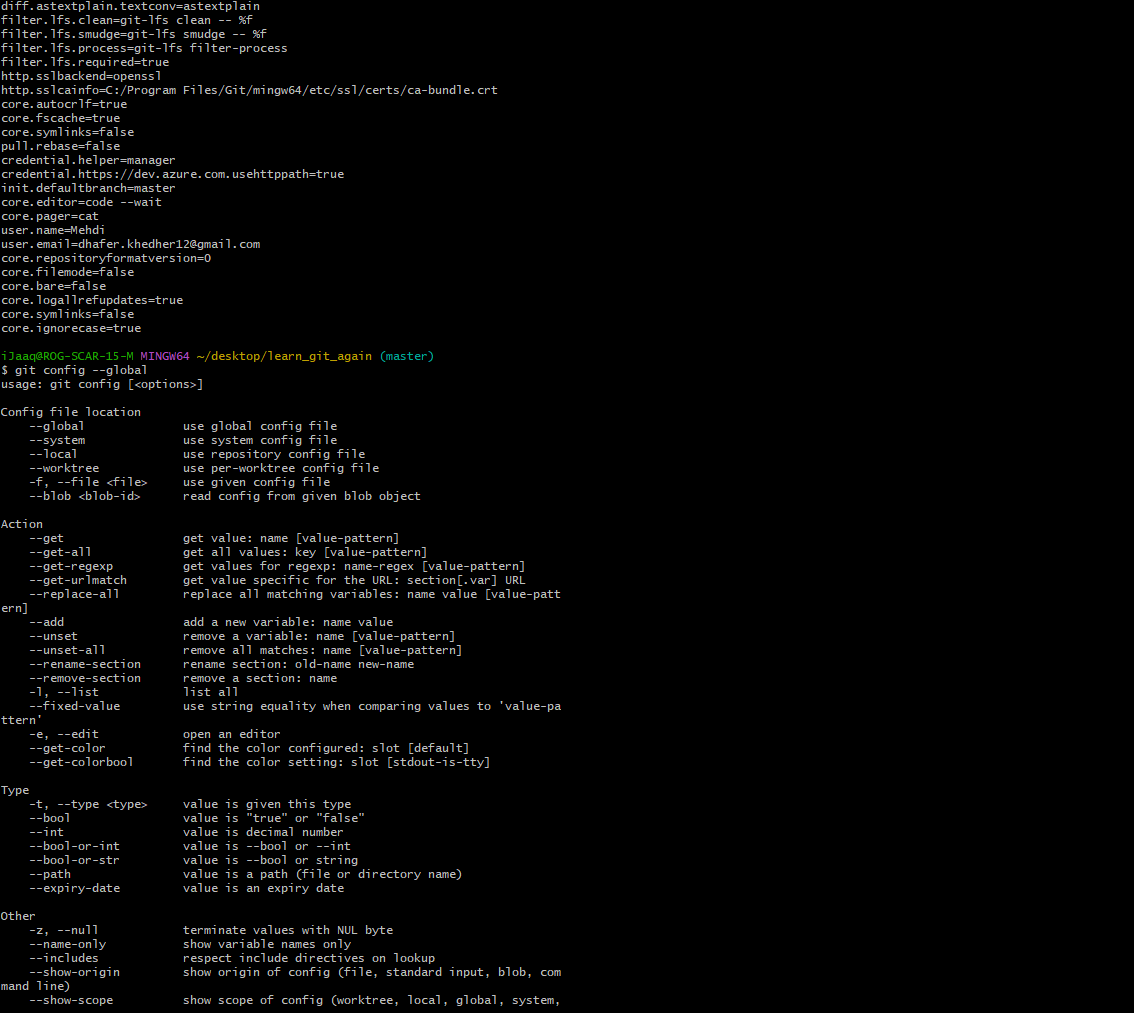 diff.astextplain.textconv=astextplain
filter.lfs.clean=git-lfs clean -- %f
filter.lfs.smudge=git-lfs smudge -- %f
filter.lfs.process=git-lfs filter-process
filter.lfs.required=true
http.sslbackend=openssl
http.sslcainfo=C:/Program Files/Git/mingw64/etc/ssl/certs/ca-bundle.crt
core.autocrlf=true
core.fscache=true
core.symlinks=false
pull.rebase=false
credential.helper=manager
credential.https://dev.azure.com.usehttppath=true
init.defaultbranch=master
core.editor=code --wait
core.pager=cat
user.name=Mehdi
user.email=dhafer.khedher12@gmail.com
core.repositoryformatversion=0
core.filemode=false
core.bare=false
core.logallrefupdates=true
core.symlinks=false
core.ignorecase=true

iJaaq@ROG-SCAR-15-M MINGW64 ~/desktop/learn_git_again (master)
$ git config --global
usage: git config [<options>]

Config file location
    --global              use global config file
    --system              use system config file
    --local               use repository config file
    --worktree            use per-worktree config file
    -f, --file <file>     use given config file
    --blob <blob-id>      read config from given blob object

Action
    --get                 get value: name [value-pattern]
    --get-all             get all values: key [value-pattern]
    --get-regexp          get values for regexp: name-regex [value-pattern]
    --get-urlmatch        get value specific for the URL: section[.var] URL
    --replace-all         replace all matching variables: name value [value-patt
ern]
    --add                 add a new variable: name value
    --unset               remove a variable: name [value-pattern]
    --unset-all           remove all matches: name [value-pattern]
    --rename-section      rename section: old-name new-name
    --remove-section      remove a section: name
    -l, --list            list all
    --fixed-value         use string equality when comparing values to 'value-pa
ttern'
    -e, --edit            open an editor
    --get-color           find the color configured: slot [default]
    --get-colorbool       find the color setting: slot [stdout-is-tty]

Type
    -t, --type <type>     value is given this type
    --bool                value is "true" or "false"
    --int                 value is decimal number
    --bool-or-int         value is --bool or --int
    --bool-or-str         value is --bool or string
    --path                value is a path (file or directory name)
    --expiry-date         value is an expiry date

Other
    -z, --null            terminate values with NUL byte
    --name-only           show variable names only
    --includes            respect include directives on lookup
    --show-origin         show origin of config (file, standard input, blob, com
mand line)
    --show-scope          show scope of config (worktree, local, global, system,